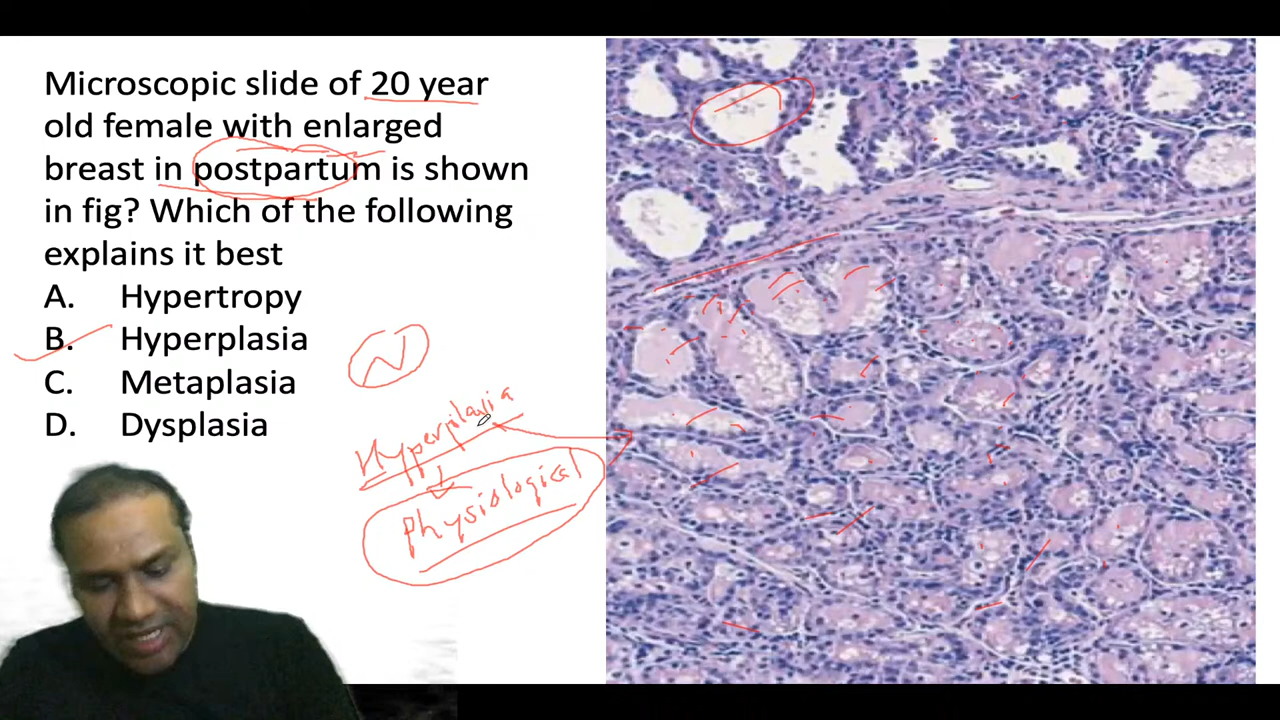 Microscopic slide of 20 year
old female with enlarged
breast in postpartum is shown
in fig? Which of the following
explains it best
A. Hypertropy
B. Hyperplasia
C. Metaplasia
D. Dysplasia
N
Hyperplasia
Physiological